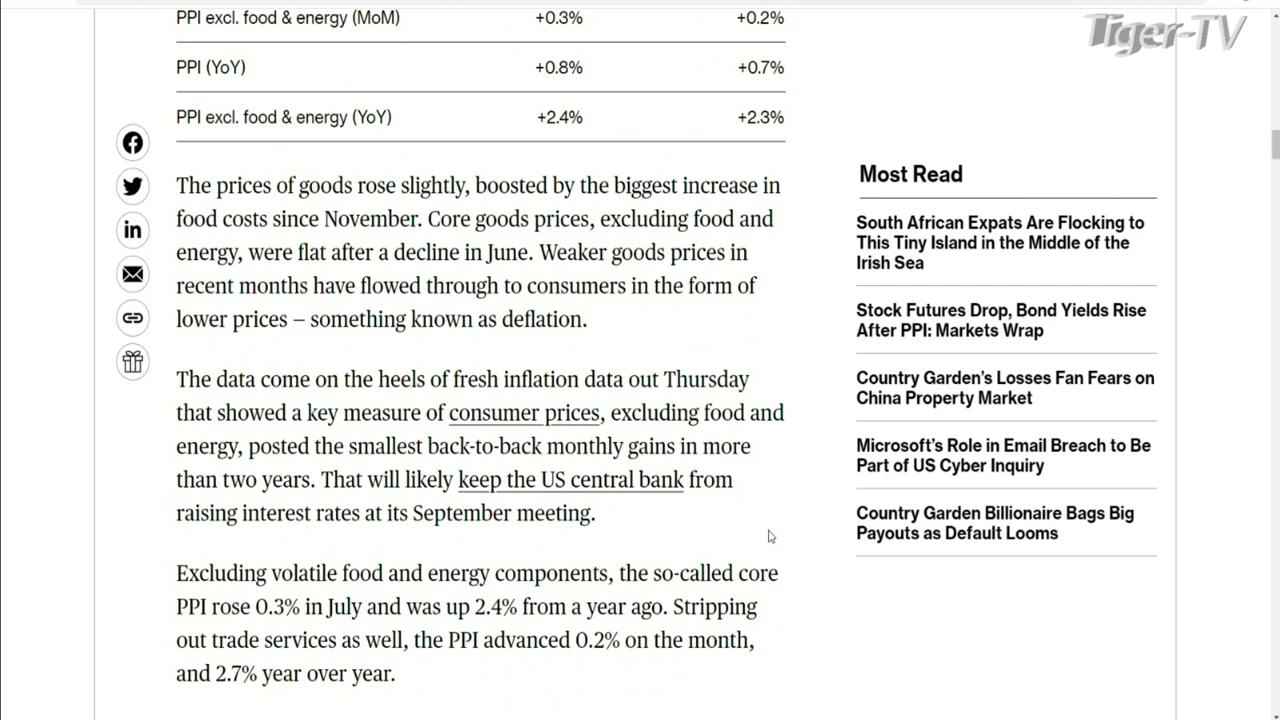 PPI excl. food & energy (MoM) +0.3% +0.2%
Tiger-TV
PPI (YoY) +0.8% +0.7%
PPI excl. food & energy (YoY) +2.4% +2.3%
The prices of goods rose slightly, boosted by the biggest increase in
food costs since November. Core goods prices, excluding food and
energy, were flat after a decline in June. Weaker goods prices in
recent months have flowed through to consumers in the form of
lower prices – something known as deflation.
The data come on the heels of fresh inflation data out Thursday
that showed a key measure of consumer prices, excluding food and
energy, posted the smallest back-to-back monthly gains in more
than two years. That will likely keep the US central bank from
raising interest rates at its September meeting.
Excluding volatile food and energy components, the so-called core
PPI rose 0.3% in July and was up 2.4% from a year ago. Stripping
out trade services as well, the PPI advanced 0.2% on the month,
and 2.7% year over year.
Most Read
South African Expats Are Flocking to
This Tiny Island in the Middle of the
Irish Sea
Stock Futures Drop, Bond Yields Rise
After PPI: Markets Wrap
Country Garden's Losses Fan Fears on
China Property Market
Microsoft's Role in Email Breach to Be
Part of US Cyber Inquiry
Country Garden Billionaire Bags Big
Payouts as Default Looms